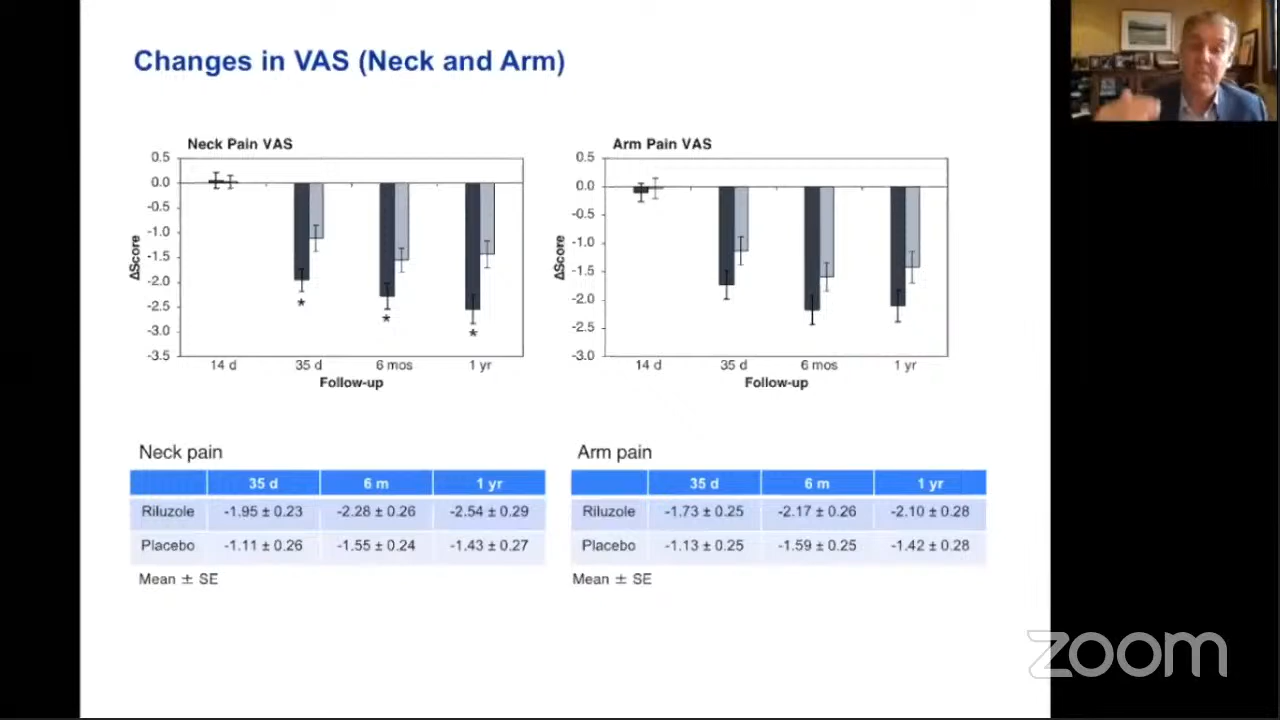 Changes in VAS (Neck and Arm)
Neck Pain VAS
0.5
0.0
-0.5
-1.0
-1.5
-2.0
-2.5
-3.0
-3.5
ΔScore
*
*
*
14 d 35 d 6 mos 1 yr
Follow-up
Arm Pain VAS
0.5
0.0
-0.5
-1.0
-1.5
-2.0
-2.5
-3.0
ΔScore
14 d 35 d 6 mos 1 yr
Follow-up
Neck pain
35 d 6 m 1 yr
Riluzole -1.95 ± 0.23 -2.28 ± 0.26 -2.54 ± 0.29
Placebo -1.11 ± 0.26 -1.55 ± 0.24 -1.43 ± 0.27
Mean ± SE
Arm pain
35 d 6 m 1 yr
Riluzole -1.73 ± 0.25 -2.17 ± 0.26 -2.10 ± 0.28
Placebo -1.13 ± 0.25 -1.59 ± 0.25 -1.42 ± 0.28
Mean ± SE
zoom